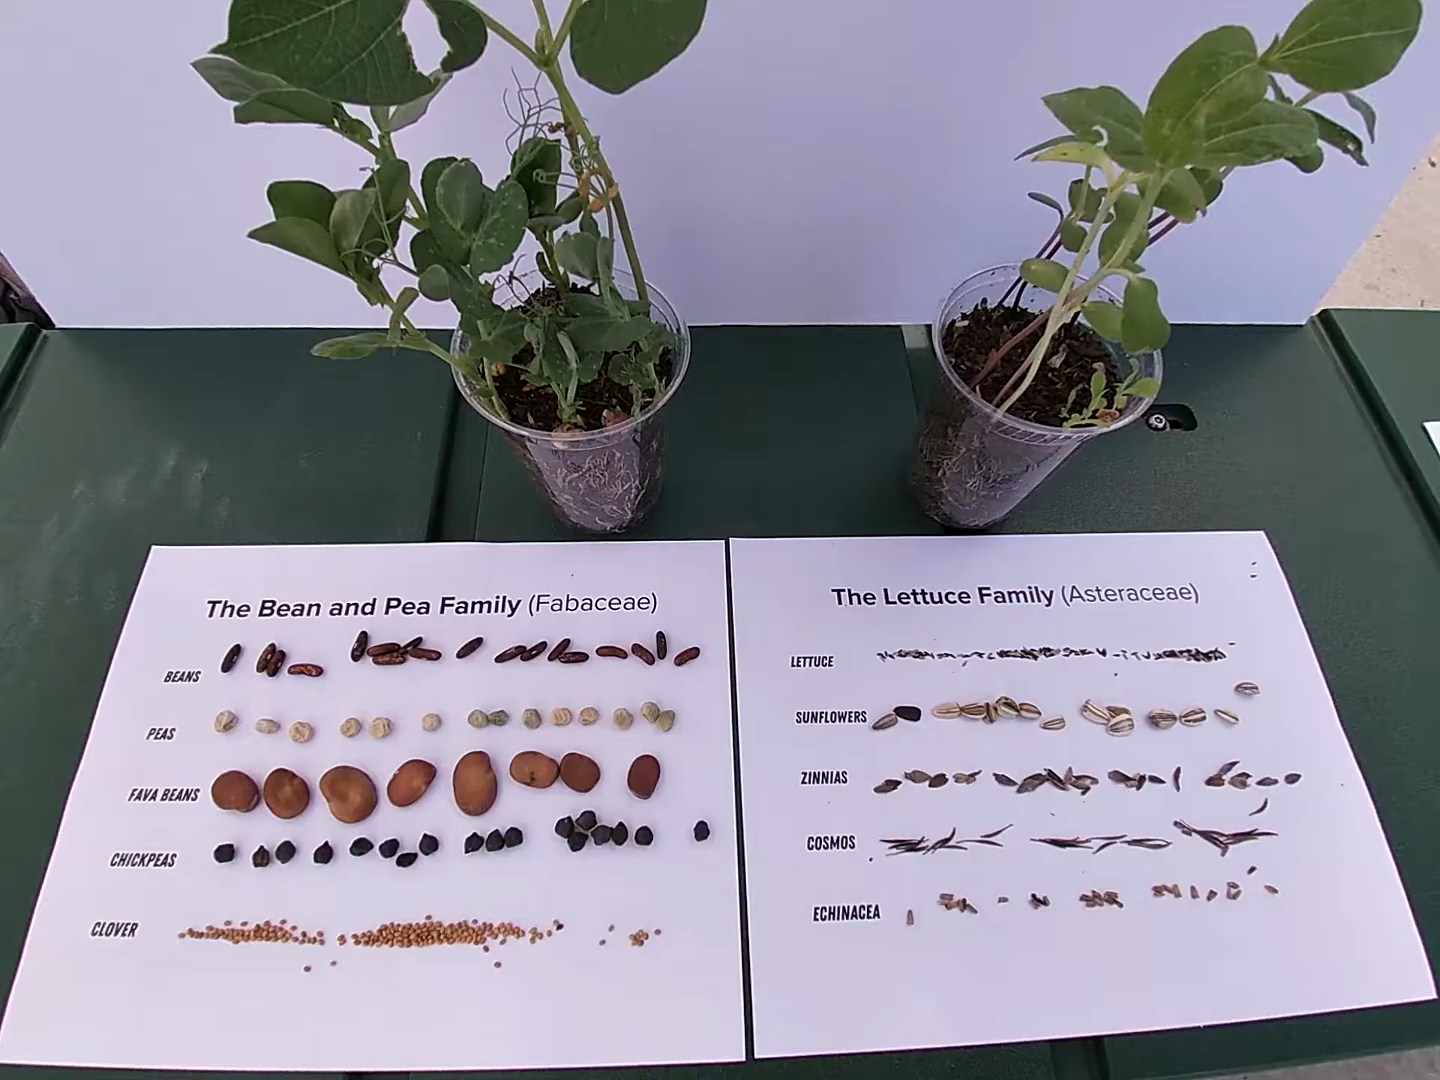 The Bean and Pea Family (Fabaceae)
BEANS
PEAS
FAVA BEANS
CHICKPEAS
CLOVER
The Lettuce Family (Asteraceae)
LETTUCE
SUNFLOWERS
ZINNIAS
COSMOS
ECHINACEA